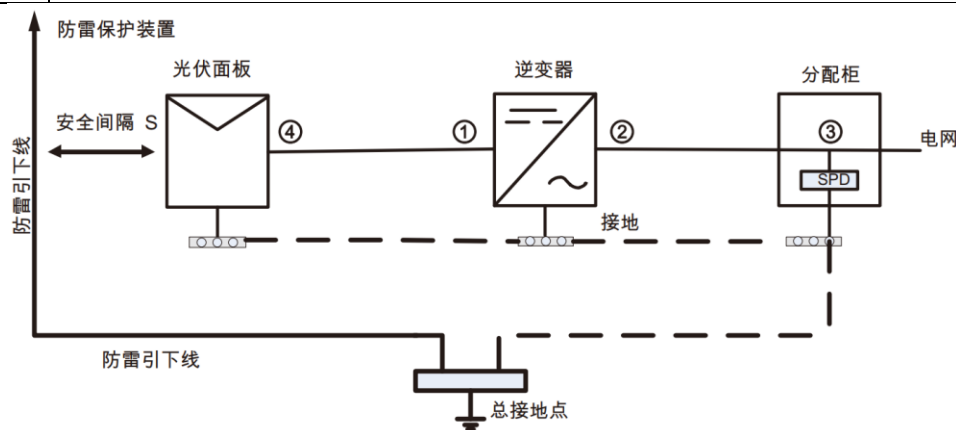 防雷保护装置
光伏面板
逆变器
分配柜
安全间隔 S
④
①
②
③
电网
SPD
防雷引下线
接地
防雷引下线
总接地点